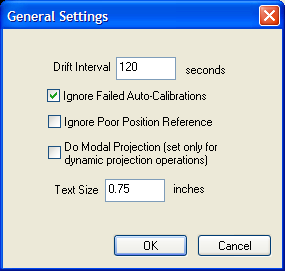 General Settings
Drift Interval 120 seconds
Ignore Failed Auto-Calibrations
Ignore Poor Position Reference
Do Modal Projection (set only for
dynamic projection operations)
Text Size 0.75 inches
OK Cancel